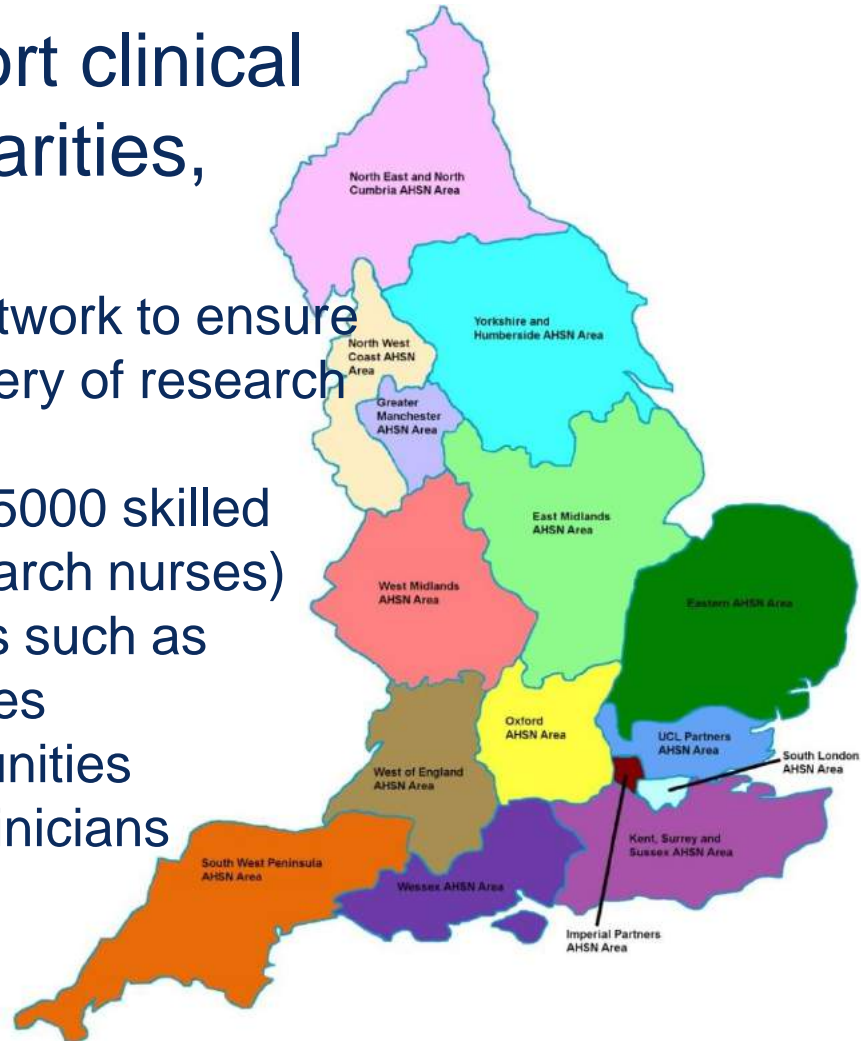 ort clinical
arities,
twork to ensure
ery of research
5000 skilled
arch nurses)
s such as
es
unities
inicians
North East and North
Cumbria AHSN Area
Yorkshire and
Humberside AHSN Area
North West
Coast AHSN
Area
Greater
Manchester
AHSN Area
East Midlands
AHSN Area
West Midlands
AHSN Area
Eastern AHSN Area
Oxford
AHSN Area
UCL Partners
AHSN Area
South London
AHSN Area
West of England
AHSN Area
Kent, Surrey and
Sussex AHSN Area
South West Peninsula
AHSN Area
Wessex AHSN Area
Imperial Partners
AHSN Area